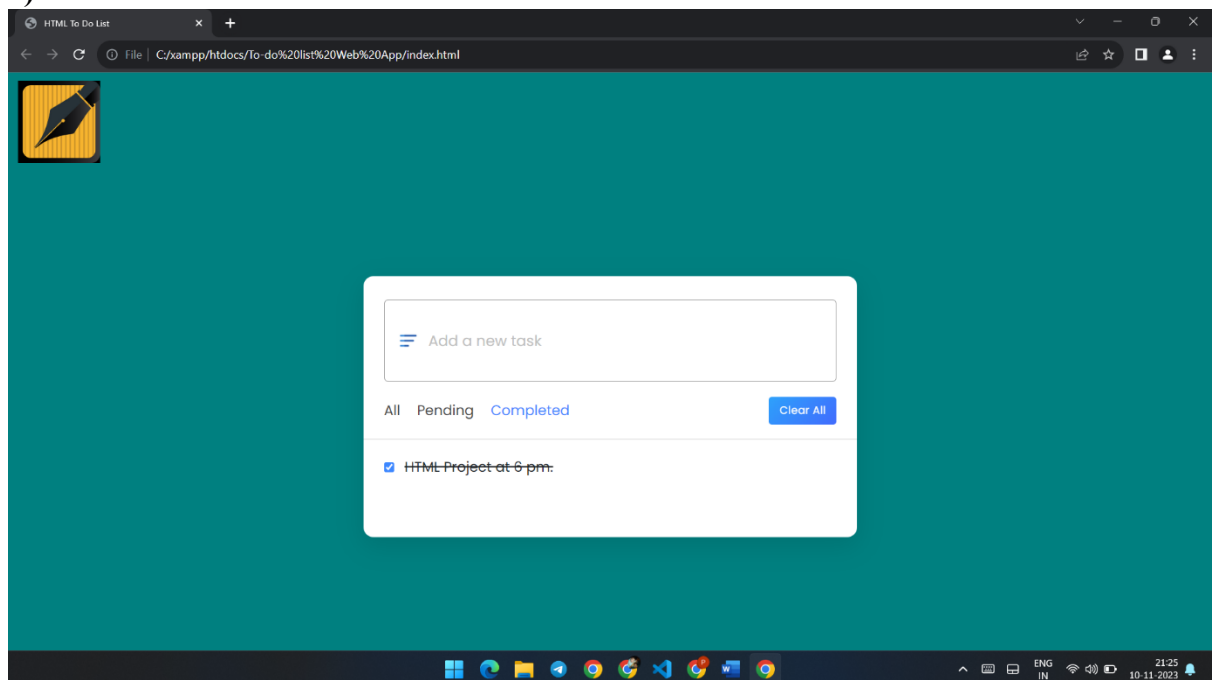 )
HTML To Do List
File | C:/xampp/htdocs/To-do%20list%20Web%20App/index.html
Add a new task
All Pending Completed Clear All
HTML Project at 6 pm.
ENG 21:25
IN 10-11-2023